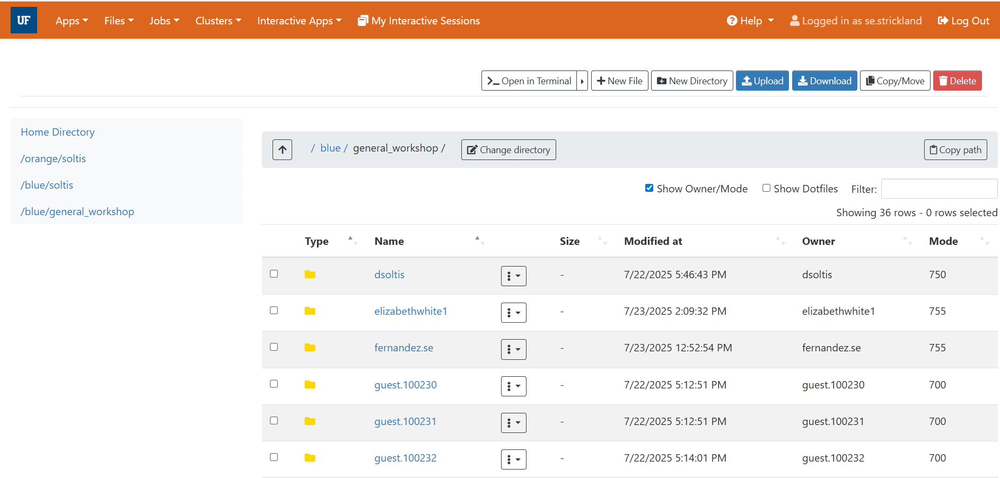 UF Apps Files Jobs Clusters Interactive Apps My Interactive Sessions Help Logged in as se.strickland Log Out
Open in Terminal New File New Directory Upload Download Copy/Move Delete
Home Directory
/orange/soltis
/blue/soltis
/blue/general_workshop
/ blue / general_workshop / Change directory Copy path
Show Owner/Mode Show Dotfiles Filter:
Showing 36 rows - 0 rows selected
Type Name Size Modified at Owner Mode
dsoltis - 7/22/2025 5:46:43 PM dsoltis 750
elizabethwhite1 - 7/23/2025 2:09:32 PM elizabethwhite1 755
fernandez.se - 7/23/2025 12:52:54 PM fernandez.se 755
guest.100230 - 7/22/2025 5:12:51 PM guest.100230 700
guest.100231 - 7/22/2025 5:12:51 PM guest.100231 700
guest.100232 - 7/22/2025 5:14:01 PM guest.100232 700